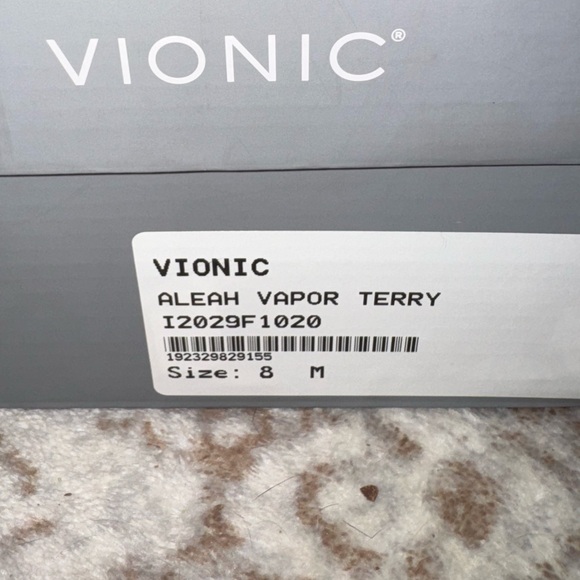 VIONIC®
VIONIC
ALEAH VAPOR TERRY
I2029F1020
192329829155
Size: 8 M